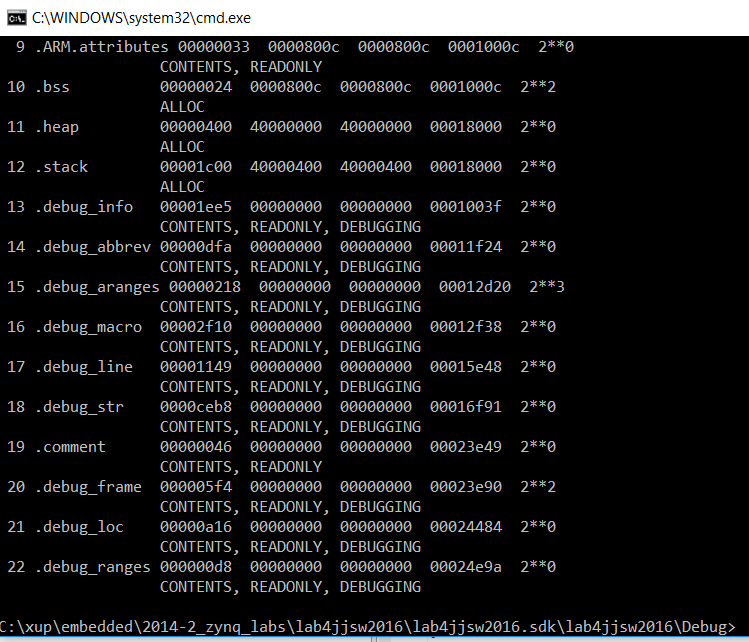 C:\WINDOWS\system32\cmd.exe
9 .ARM.attributes 00000033 0000800c 0000800c 0001000c 2**0
CONTENTS, READONLY
10 .bss 00000024 0000800c 0000800c 0001000c 2**2
ALLOC
11 .heap 00000400 40000000 40000000 00018000 2**0
ALLOC
12 .stack 00001c00 40000400 40000400 00018000 2**0
ALLOC
13 .debug_info 00001ee5 00000000 00000000 0001003f 2**0
CONTENTS, READONLY, DEBUGGING
14 .debug_abbrev 00000dfa 00000000 00000000 00011f24 2**0
CONTENTS, READONLY, DEBUGGING
15 .debug_aranges 00000218 00000000 00000000 00012d20 2**3
CONTENTS, READONLY, DEBUGGING
16 .debug_macro 00002f10 00000000 00000000 00012f38 2**0
CONTENTS, READONLY, DEBUGGING
17 .debug_line 00001149 00000000 00000000 00015e48 2**0
CONTENTS, READONLY, DEBUGGING
18 .debug_str 0000ceb8 00000000 00000000 00016f91 2**0
CONTENTS, READONLY, DEBUGGING
19 .comment 00000046 00000000 00000000 00023e49 2**0
CONTENTS, READONLY
20 .debug_frame 000005f4 00000000 00000000 00023e90 2**2
CONTENTS, READONLY, DEBUGGING
21 .debug_loc 00000a16 00000000 00000000 00024484 2**0
CONTENTS, READONLY, DEBUGGING
22 .debug_ranges 000000d8 00000000 00000000 00024e9a 2**0
CONTENTS, READONLY, DEBUGGING
C:\xup\embedded\2014-2_zynq_labs\lab4jjsw2016\lab4jjsw2016.sdk\lab4jjsw2016\Debug>